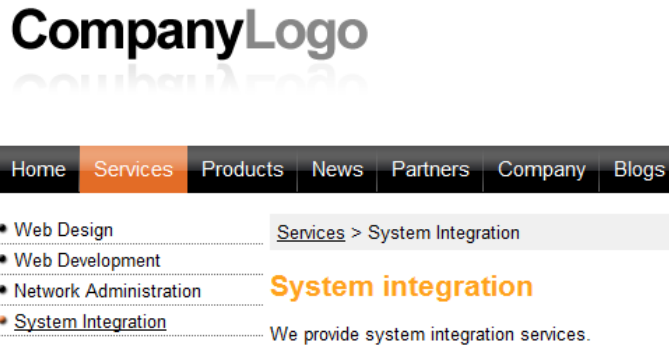 CompanyLogo
Home Services Products News Partners Company Blogs
Web Design
Web Development
Network Administration
System Integration
Services > System Integration
System integration
We provide system integration services.